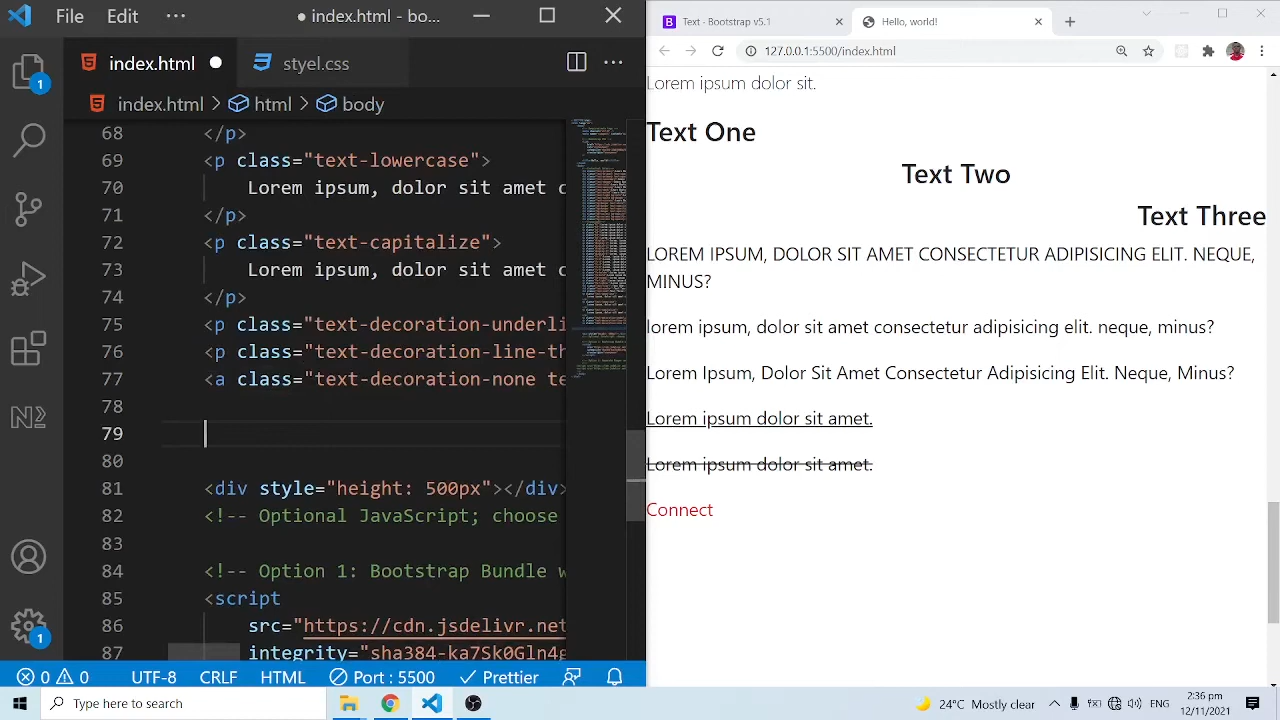 File Edit ··· index.html - bo...
index.html styel.css ···
index.html > html > body
68 </p>
69 <p class="text-lowercase">
70 Lorem ipsum, dolor sit amet
71 </p>
72 <p class="text-capitalize">
73 Lorem ipsum, dolor sit amet
74 </p>
75 <p class="text-decoration-underl
76 <p class="text-decoration-line-th
77 <a class="text-decoration-none te
78
79
80
81 <div style="height: 500px"></div>
82 <!-- Optional JavaScript; choose
83
84 <!-- Option 1: Bootstrap Bundle w
85 <script
86 src="https://cdn.jsdelivr.net
87 integrity="sha384-ka7Sk0Gln4
1
1
0 0 UTF-8 CRLF HTML Port : 5500 Prettier
Text · Bootstrap v5.1 Hello, world!
127.0.0.1:5500/index.html
Lorem ipsum dolor sit.
Text One
Text Two
Text Three
LOREM IPSUM, DOLOR SIT AMET CONSECTETUR ADIPISICING ELIT. NEQUE,
MINUS?
lorem ipsum, dolor sit amet consectetur adipisicing elit. neque, minus?
Lorem Ipsum, Dolor Sit Amet Consectetur Adipisicing Elit. Neque, Minus?
Lorem ipsum dolor sit amet.
Lorem ipsum dolor sit amet.
Connect
Type here to search
24°C Mostly clear ENG 2:36 pm
12/11/2021